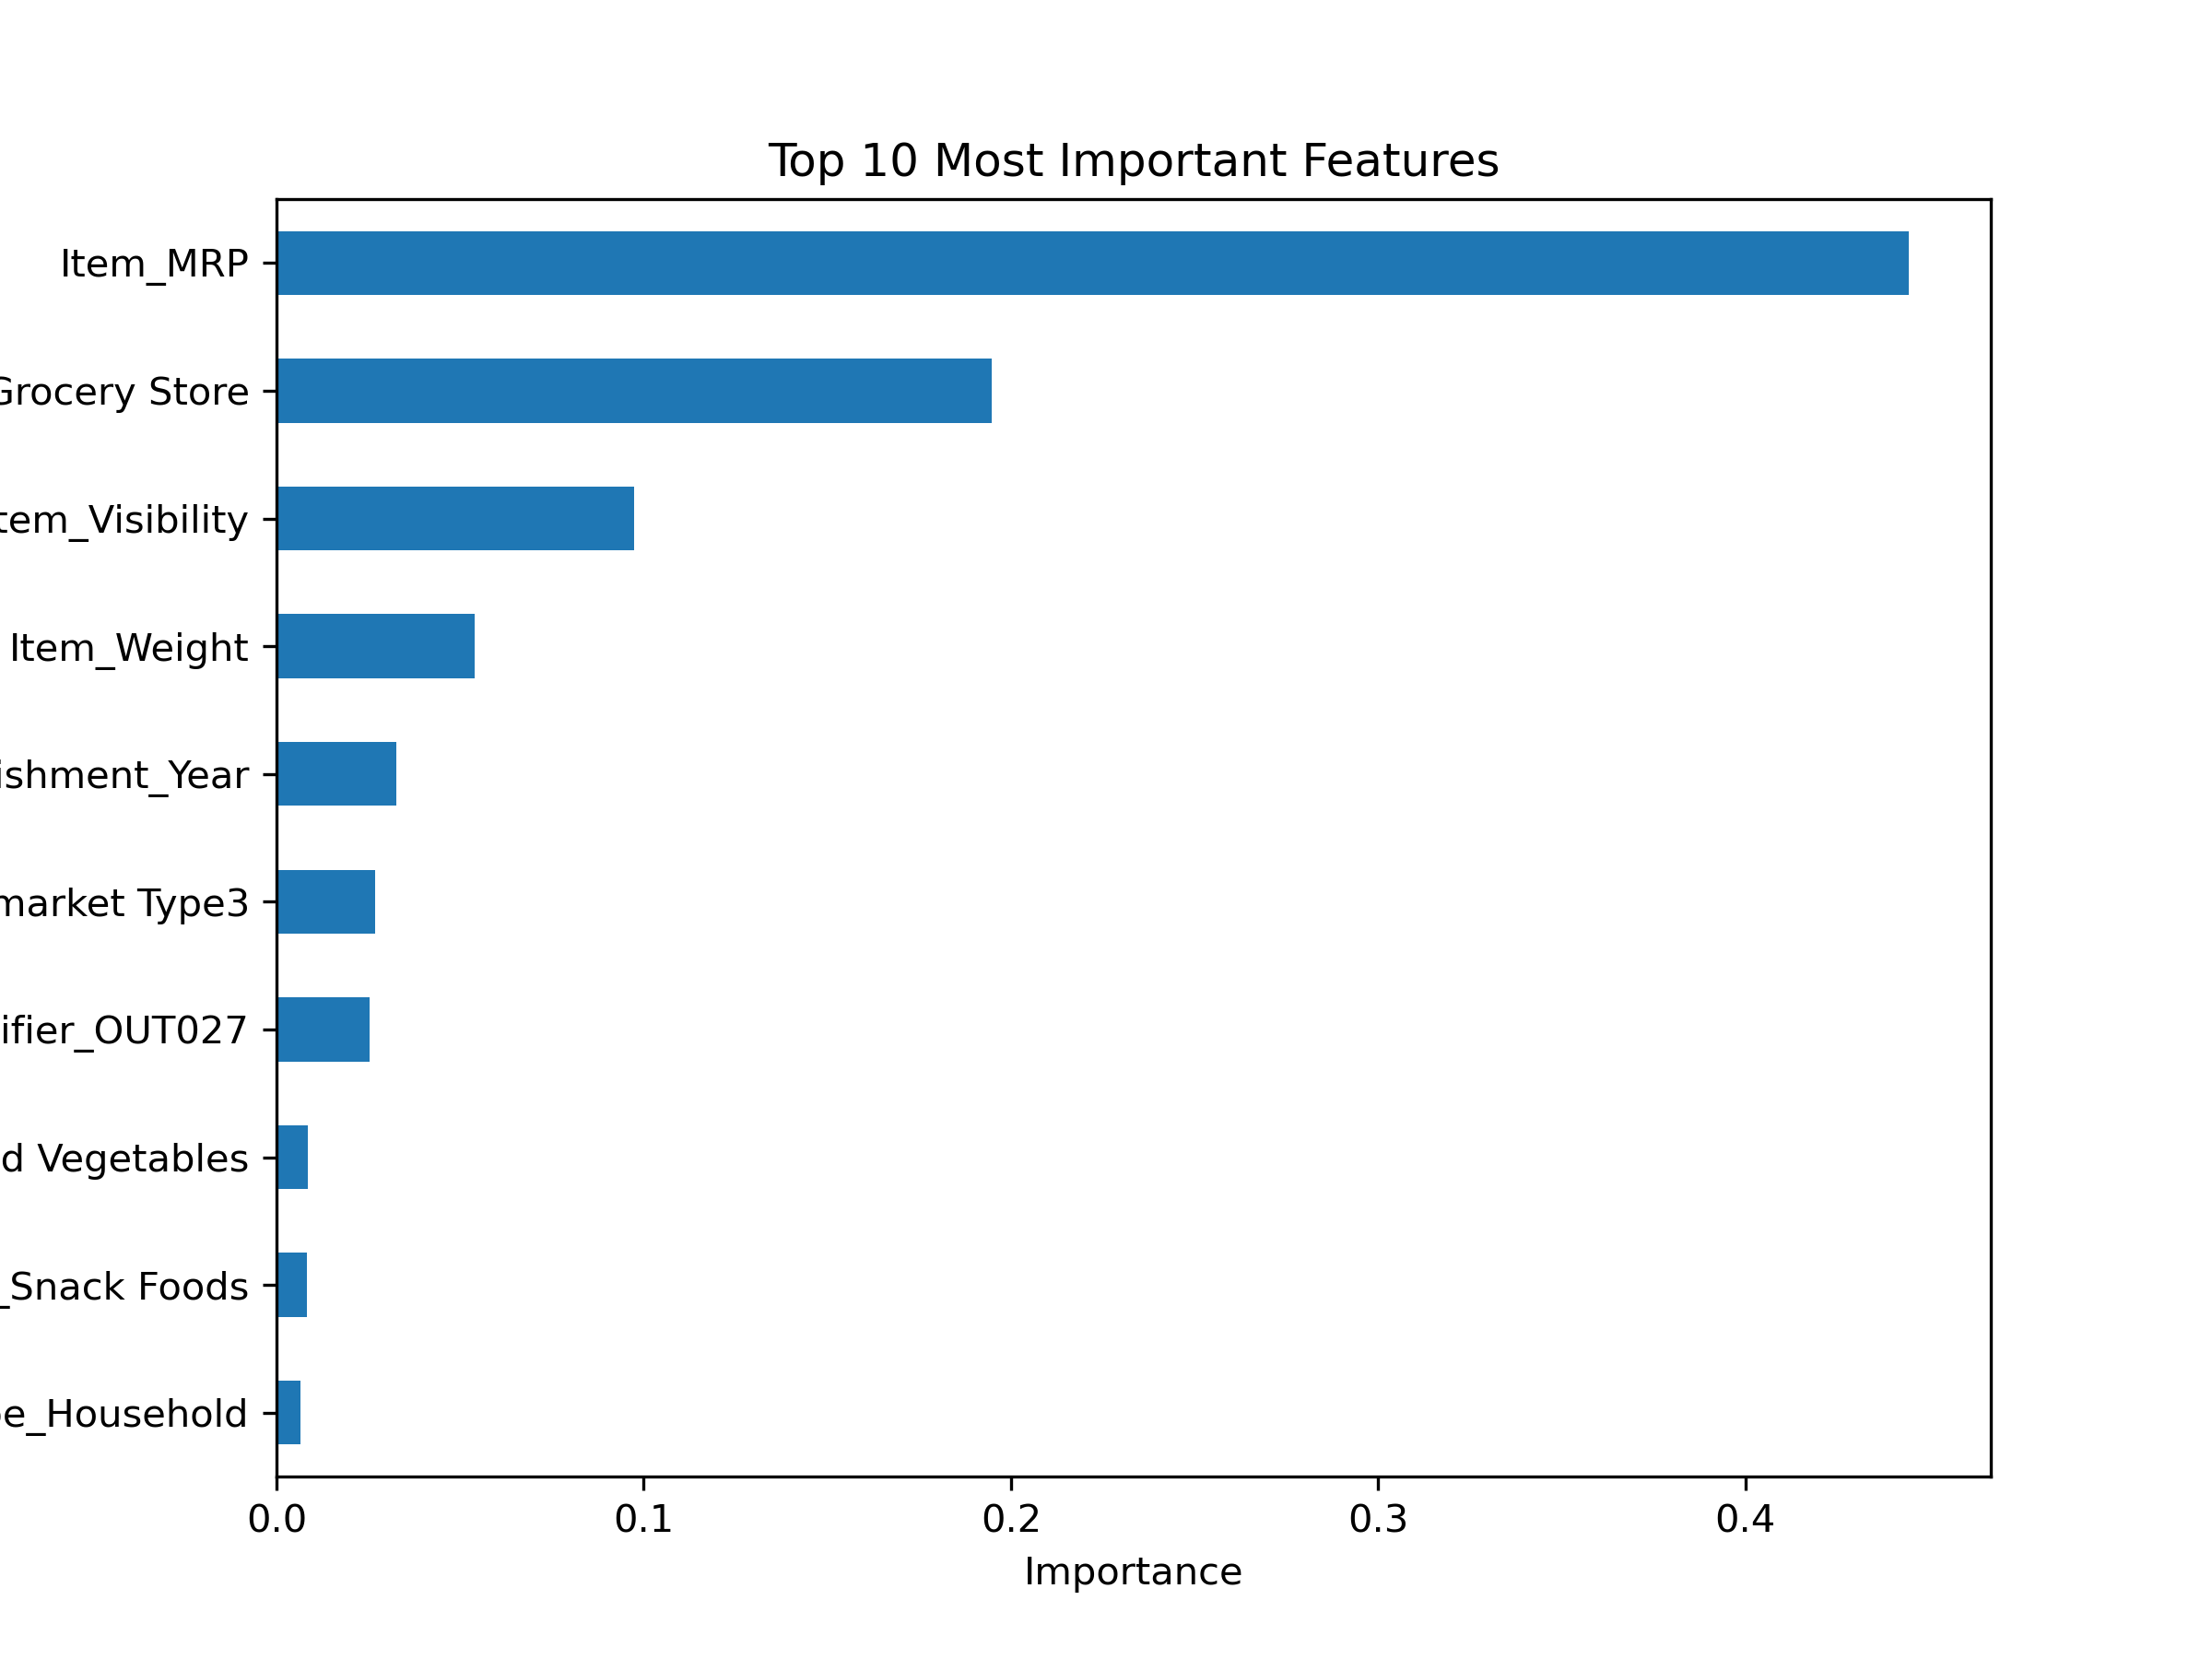 Top 10 Most Important Features
Item_MRP
Grocery Store
tem_Visibility
Item_Weight
ishment_Year
market Type3
ifier_OUT027
d Vegetables
_Snack Foods
e_Household
0.0 0.1 0.2 0.3 0.4
Importance